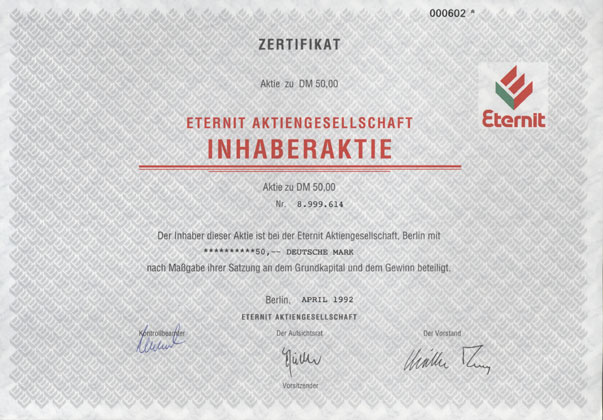 000602 *
ZERTIFIKAT
Aktie zu DM 50,00
Eternit
ETERNIT AKTIENGESELLSCHAFT
INHABERAKTIE
Aktie zu DM 50,00
Nr. 8.999.614
Der Inhaber dieser Aktie ist bei der Eternit Aktiengesellschaft, Berlin mit
**********50,-- DEUTSCHE MARK
nach Maßgabe ihrer Satzung an dem Grundkapital und dem Gewinn beteiligt.
Berlin, APRIL 1992
ETERNIT AKTIENGESELLSCHAFT
Kontrollbeamter Der Aufsichtsrat Der Vorstand
Vorsitzender